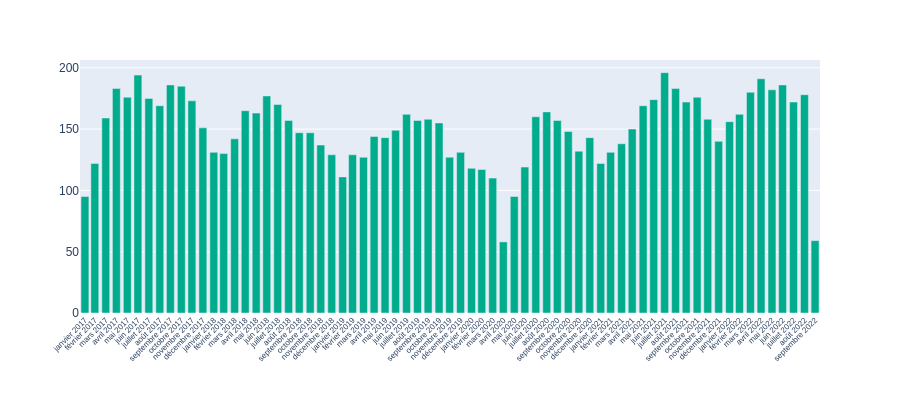 200
150
100
50
0
janvier 2017
février 2017
mars 2017
avril 2017
mai 2017
juin 2017
juillet 2017
août 2017
septembre 2017
octobre 2017
novembre 2017
décembre 2017
janvier 2018
février 2018
mars 2018
avril 2018
mai 2018
juin 2018
juillet 2018
août 2018
septembre 2018
octobre 2018
novembre 2018
décembre 2018
janvier 2019
février 2019
mars 2019
avril 2019
mai 2019
juin 2019
juillet 2019
août 2019
septembre 2019
octobre 2019
novembre 2019
décembre 2019
janvier 2020
février 2020
mars 2020
avril 2020
mai 2020
juin 2020
juillet 2020
août 2020
septembre 2020
octobre 2020
novembre 2020
décembre 2020
janvier 2021
février 2021
mars 2021
avril 2021
mai 2021
juin 2021
juillet 2021
août 2021
septembre 2021
octobre 2021
novembre 2021
décembre 2021
janvier 2022
février 2022
mars 2022
avril 2022
mai 2022
juin 2022
juillet 2022
août 2022
septembre 2022